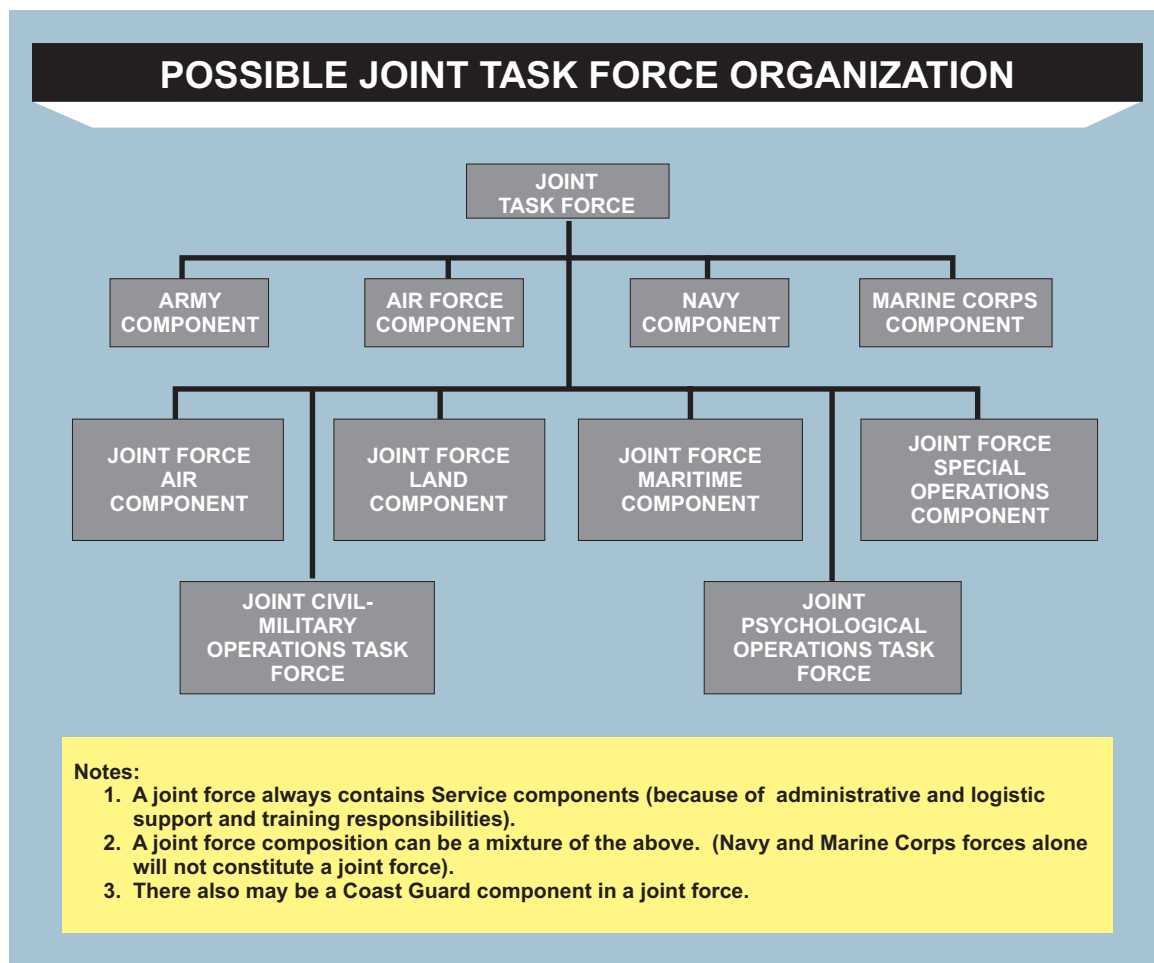 POSSIBLE JOINT TASK FORCE ORGANIZATION
JOINT
TASK FORCE
ARMY
COMPONENT
AIR FORCE
COMPONENT
NAVY
COMPONENT
MARINE CORPS
COMPONENT
JOINT FORCE
AIR
COMPONENT
JOINT FORCE
LAND
COMPONENT
JOINT FORCE
MARITIME
COMPONENT
JOINT FORCE
SPECIAL
OPERATIONS
COMPONENT
JOINT CIVIL-
MILITARY
OPERATIONS TASK
FORCE
JOINT
PSYCHOLOGICAL
OPERATIONS TASK
FORCE
Notes:
1. A joint force always contains Service components (because of administrative and logistic
support and training responsibilities).
2. A joint force composition can be a mixture of the above. (Navy and Marine Corps forces alone
will not constitute a joint force).
3. There also may be a Coast Guard component in a joint force.